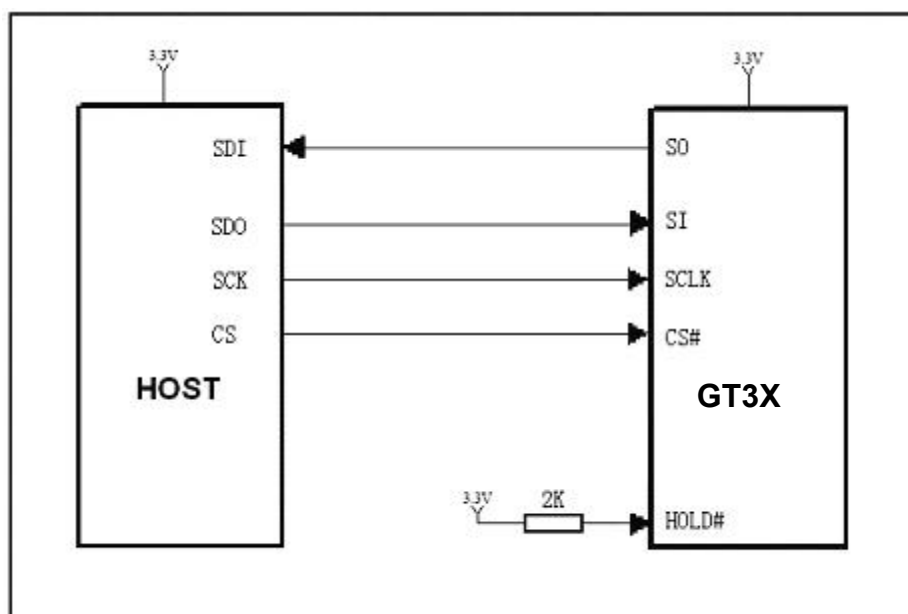 3.3V
3.3V
SDI
SO
SDO
SI
SCK
SCLK
CS
CS#
HOST
GT3X
3.3V
2K
HOLD#